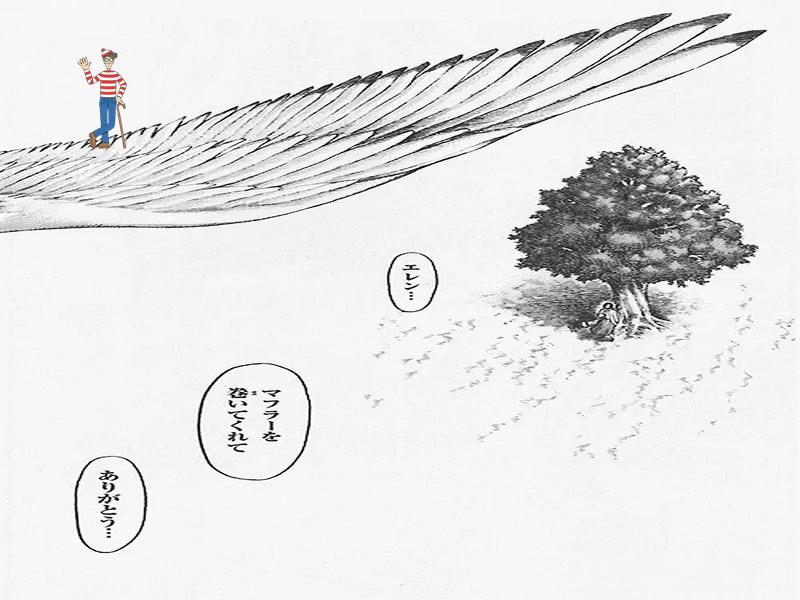 エレン…
マフラーを
巻いてくれて
ありがとう…